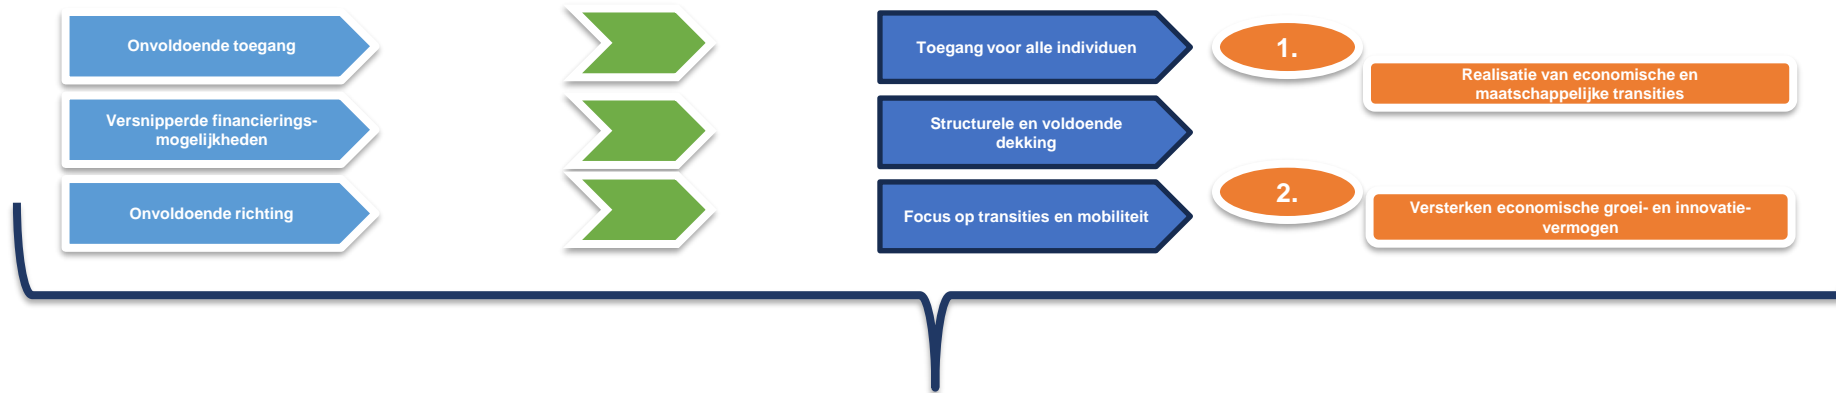 Onvoldoende toegang
Toegang voor alle individuen
1.
Realisatie van economische en
maatschappelijke transities
Versnipperde financierings-
mogelijkheden
Structurele en voldoende
dekking
Onvoldoende richting
Focus op transities en mobiliteit
2.
Versterken economische groei- en innovatie-
vermogen